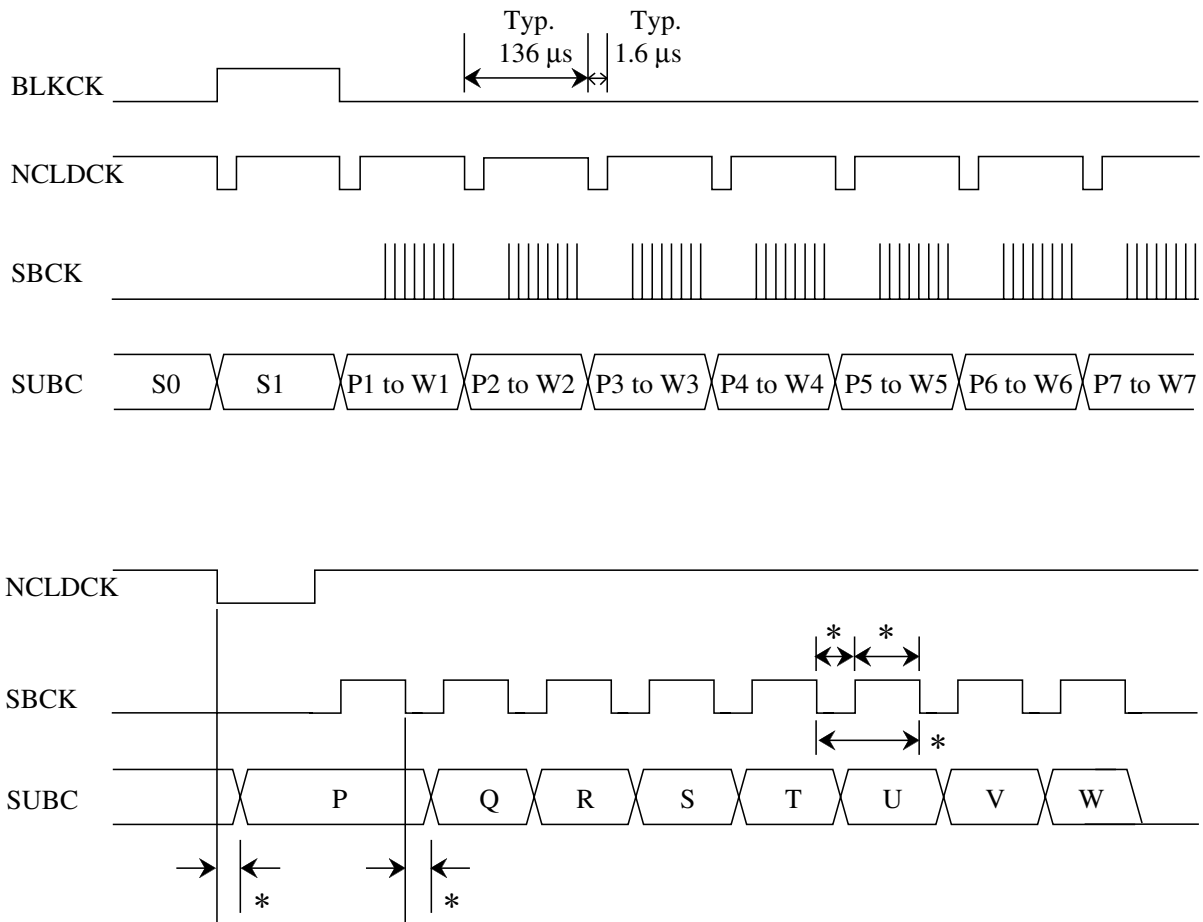 Typ. Typ.
136 μs 1.6 μs
BLKCK
NCLDCK
SBCK
SUBC S0 S1 P1 to W1 P2 to W2 P3 to W3 P4 to W4 P5 to W5 P6 to W6 P7 to W7
NCLDCK
* *
SBCK
*
SUBC P Q R S T U V W
* *